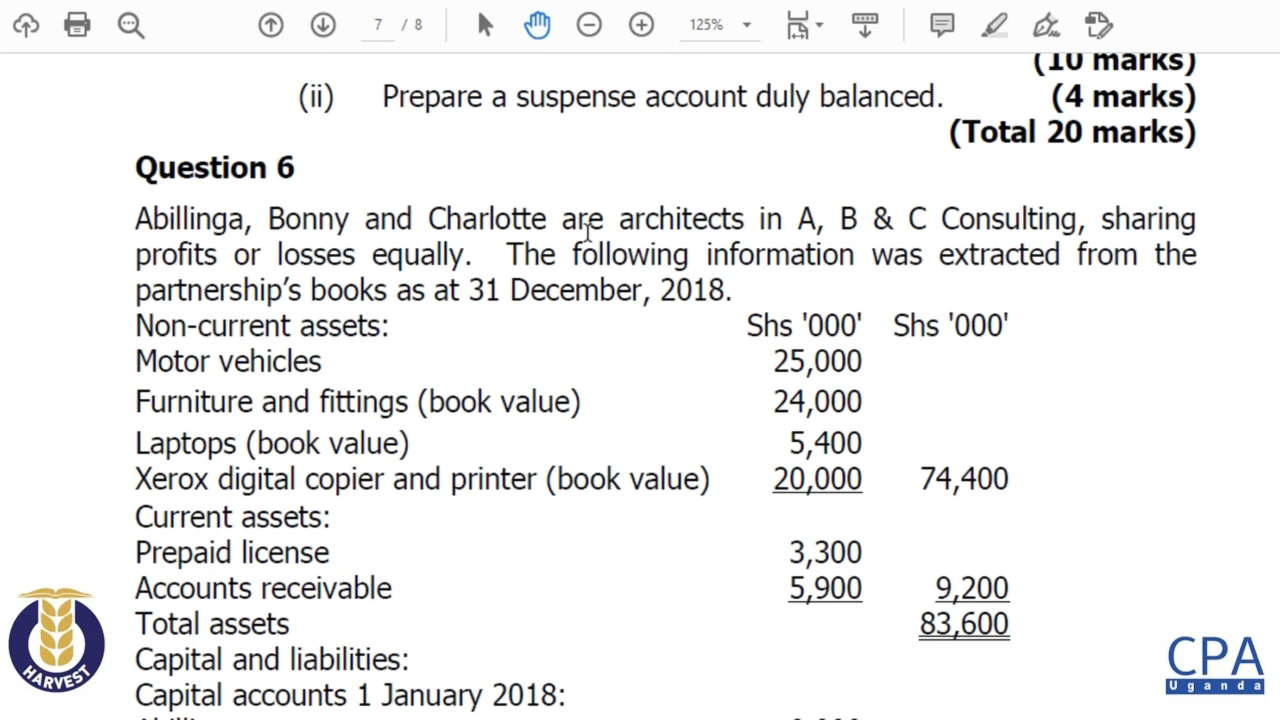 7 / 8 125%
(10 marks)
(ii) Prepare a suspense account duly balanced. (4 marks)
(Total 20 marks)
Question 6
Abillinga, Bonny and Charlotte are architects in A, B & C Consulting, sharing
profits or losses equally. The following information was extracted from the
partnership's books as at 31 December, 2018.
Non-current assets: Shs '000' Shs '000'
Motor vehicles 25,000
Furniture and fittings (book value) 24,000
Laptops (book value) 5,400
Xerox digital copier and printer (book value) 20,000 74,400
Current assets:
Prepaid license 3,300
Accounts receivable 5,900 9,200
Total assets 83,600
Capital and liabilities:
Capital accounts 1 January 2018:
HARVEST
CPA
Uganda